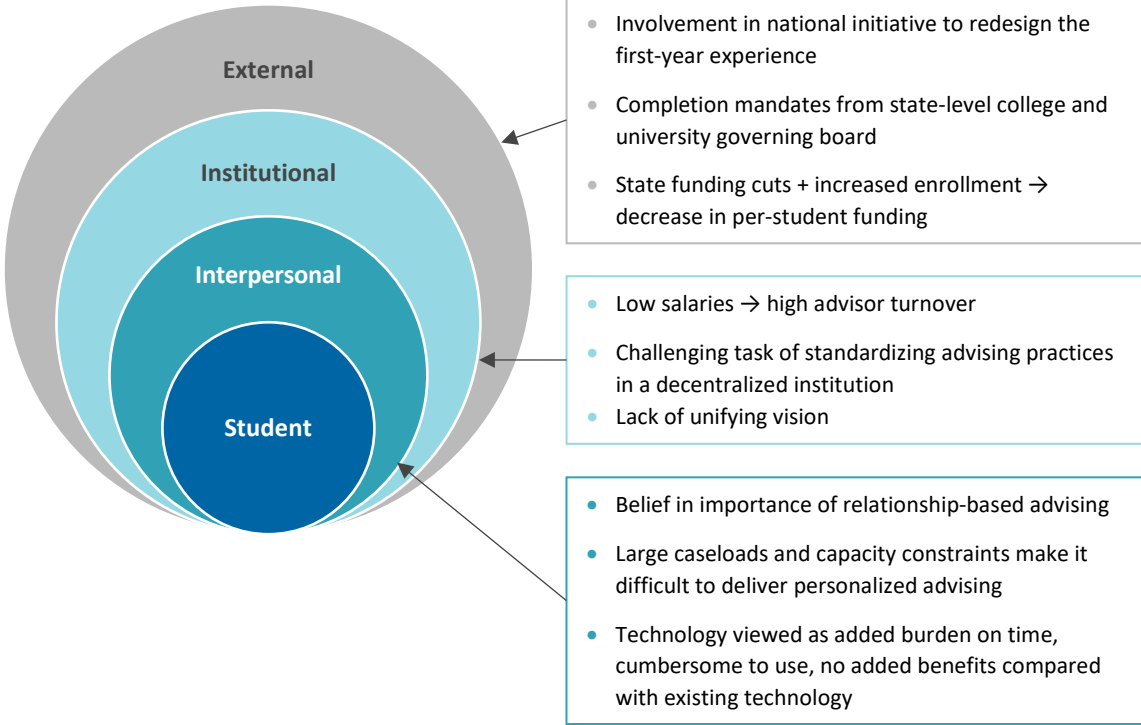 External
Institutional
Interpersonal
Student
• Involvement in national initiative to redesign the
first-year experience
• Completion mandates from state-level college and
university governing board
• State funding cuts + increased enrollment →
decrease in per-student funding
• Low salaries → high advisor turnover
• Challenging task of standardizing advising practices
in a decentralized institution
• Lack of unifying vision
• Belief in importance of relationship-based advising
• Large caseloads and capacity constraints make it
difficult to deliver personalized advising
• Technology viewed as added burden on time,
cumbersome to use, no added benefits compared
with existing technology